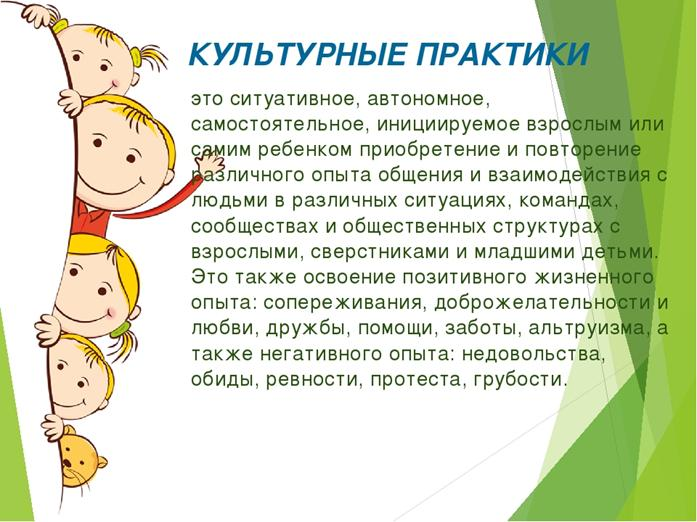 КУЛЬТУРНЫЕ ПРАКТИКИ
это ситуативное, автономное,
самостоятельное, инициируемое взрослым или
самим ребенком приобретение и повторение
различного опыта общения и взаимодействия с
людьми в различных ситуациях, командах,
сообществах и общественных структурах с
взрослыми, сверстниками и младшими детьми.
Это также освоение позитивного жизненного
опыта: сопереживания, доброжелательности и
любви, дружбы, помощи, заботы, альтруизма, а
также негативного опыта: недовольства,
обиды, ревности, протеста, грубости.